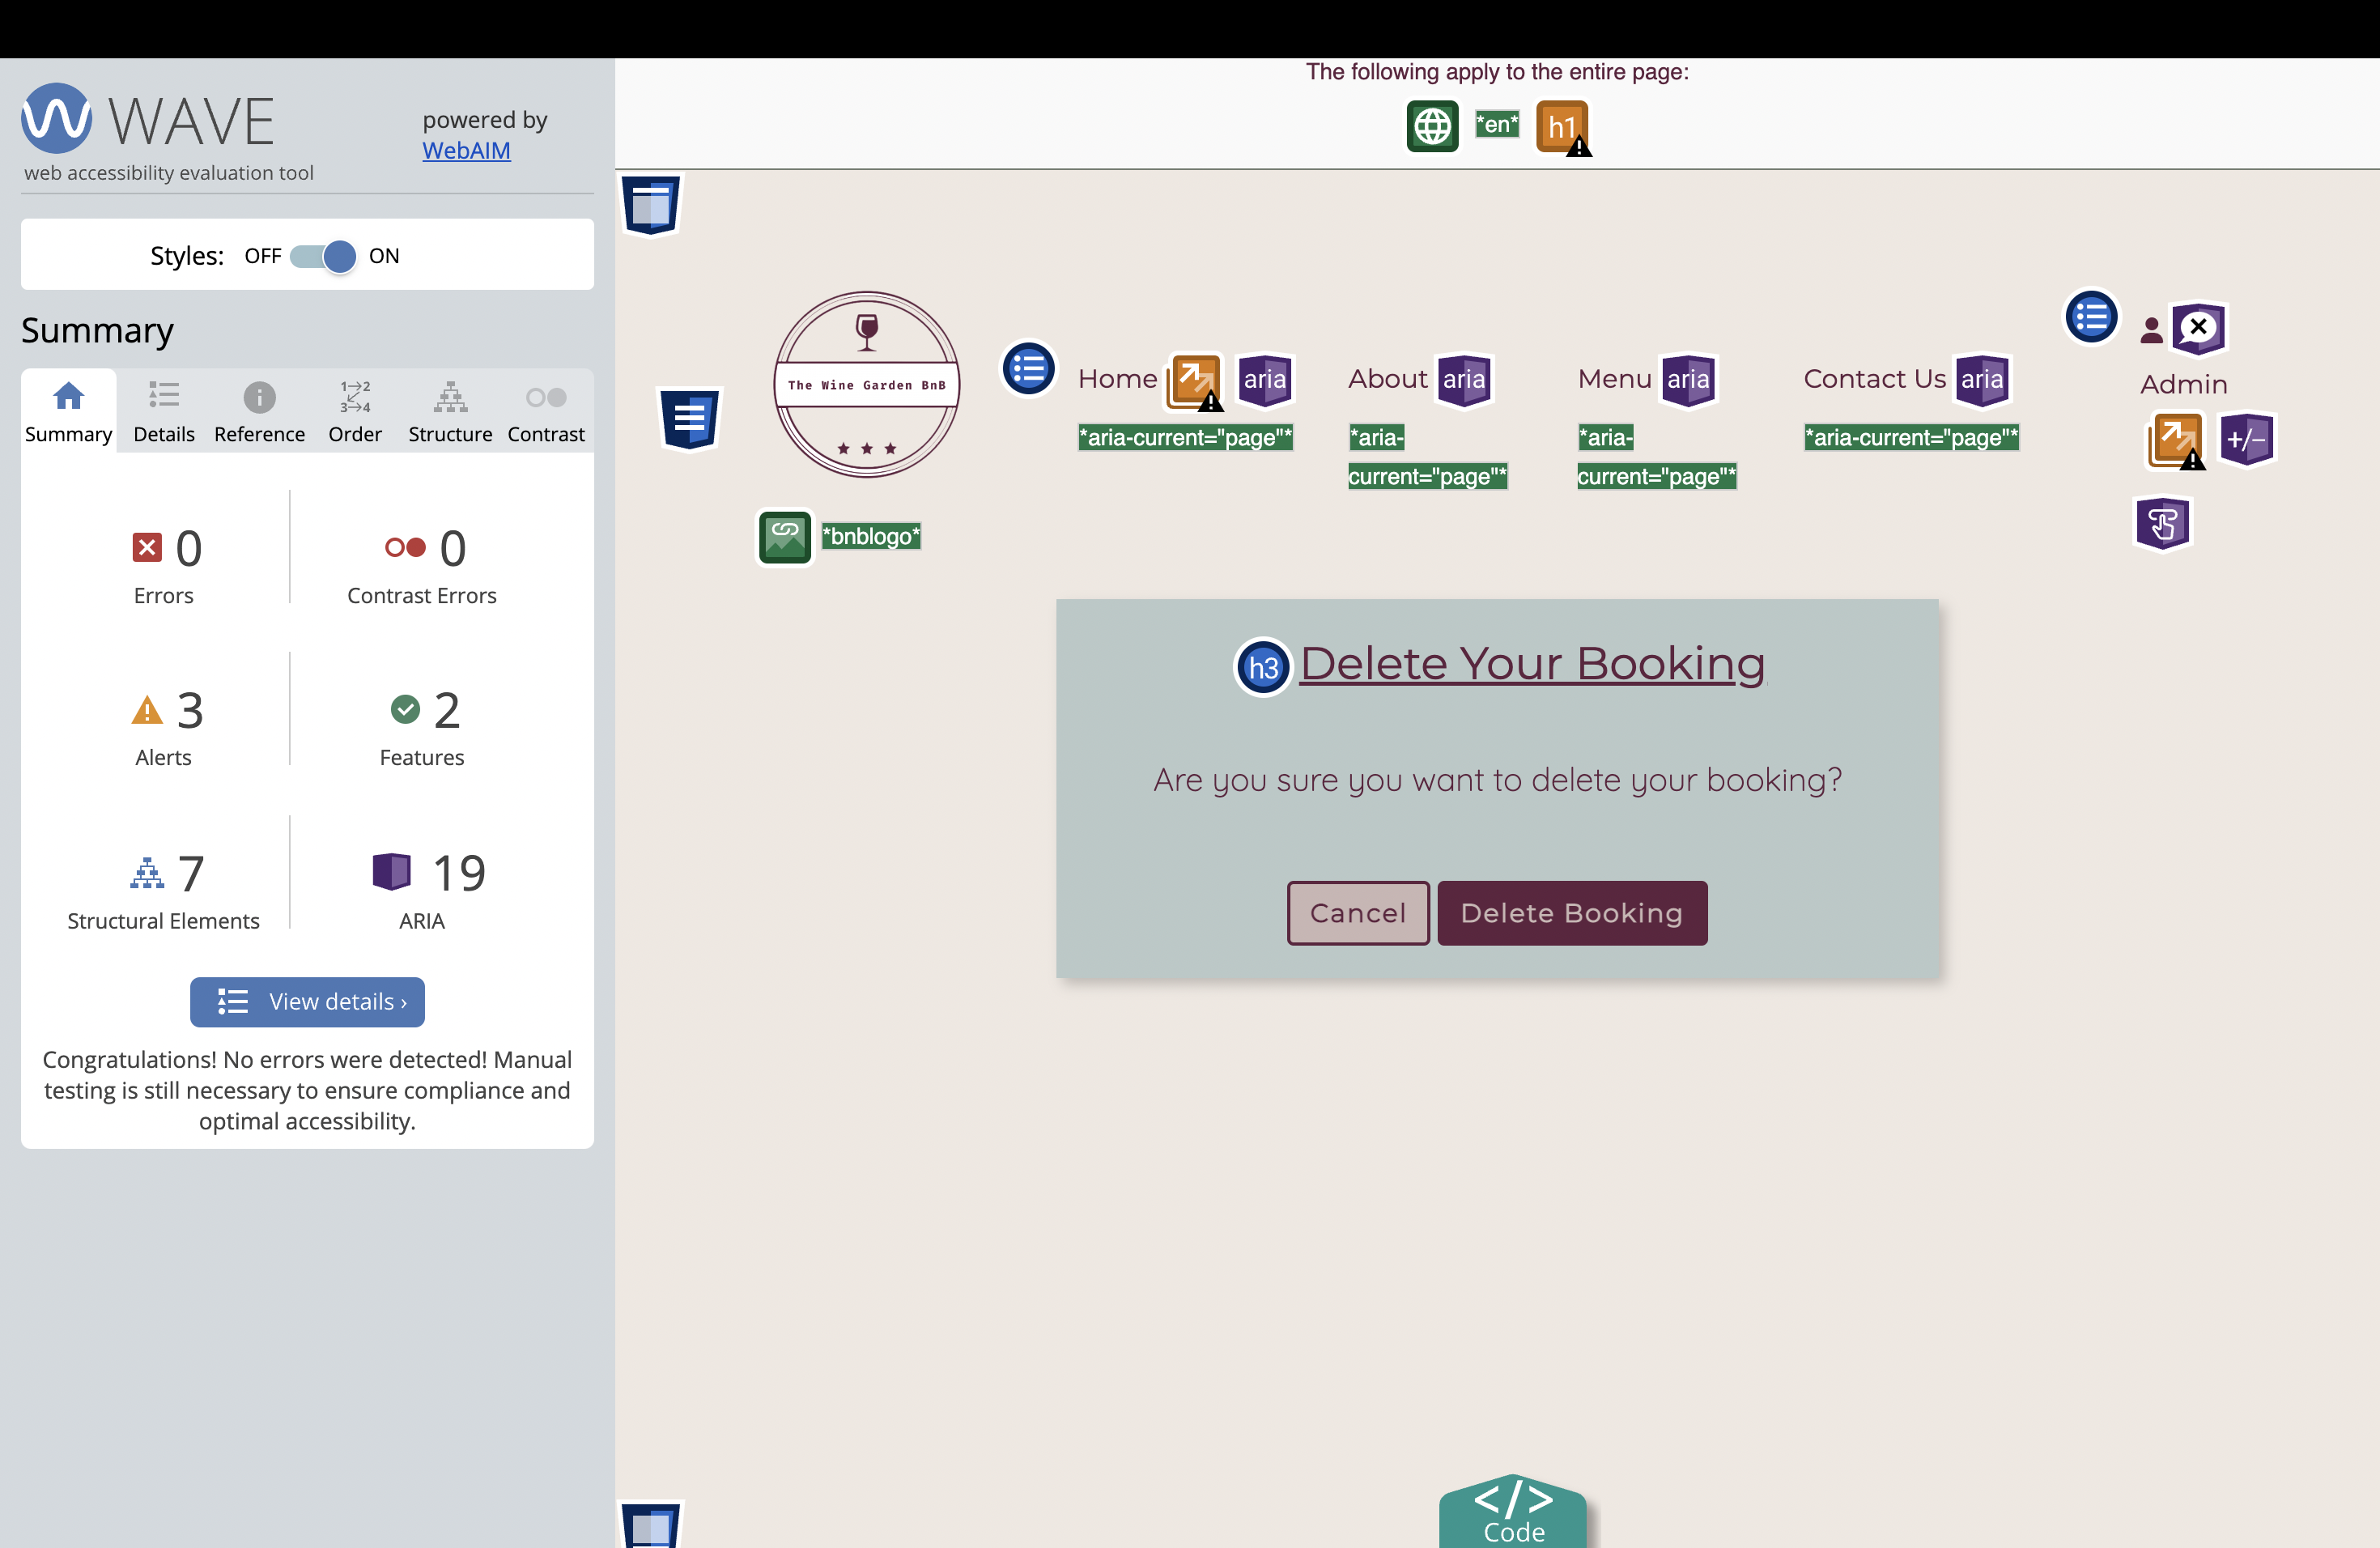 WAVE
powered by
WebAIM
web accessibility evaluation tool
Styles: OFF ON
Summary
Summary Details Reference Order Structure Contrast
0
Errors
0
Contrast Errors
3
Alerts
2
Features
7
Structural Elements
19
ARIA
View details ›
Congratulations! No errors were detected! Manual
testing is still necessary to ensure compliance and
optimal accessibility.
The following apply to the entire page:
*en* h1
The Wine Garden BnB
*bnblogo*
Home aria
*aria-current="page"*
About aria
*aria-
current="page"*
Menu aria
*aria-
current="page"*
Contact Us aria
*aria-current="page"*
Admin
+/-
h3 Delete Your Booking
Are you sure you want to delete your booking?
Cancel Delete Booking
</>
Code